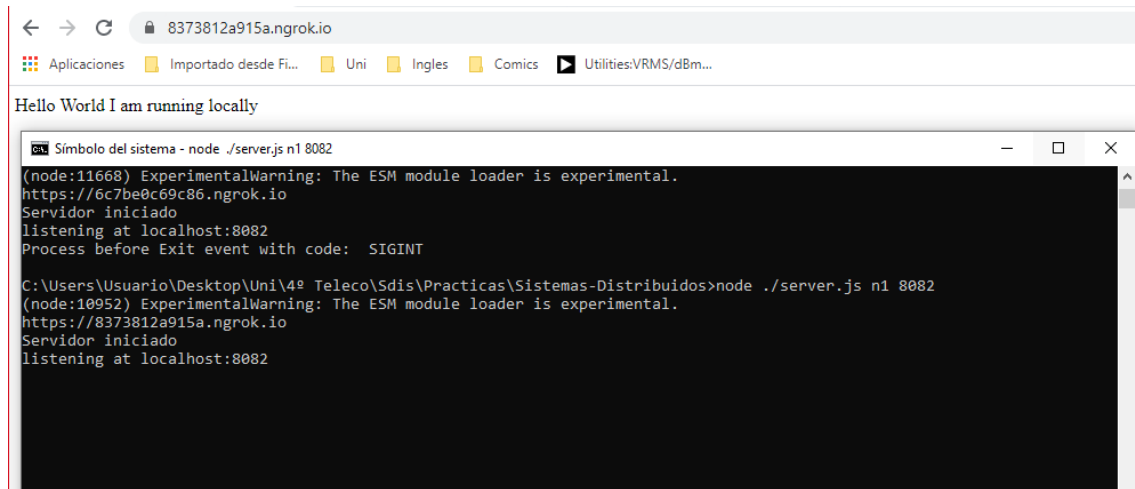 8373812a915a.ngrok.io
Aplicaciones Importado desde Fi... Uni Ingles Comics Utilities:VRMS/dBm...
Hello World I am running locally
Símbolo del sistema - node ./server.js n1 8082
(node:11668) ExperimentalWarning: The ESM module loader is experimental.
https://6c7be0c69c86.ngrok.io
Servidor iniciado
listening at localhost:8082
Process before Exit event with code:  SIGINT
C:\Users\Usuario\Desktop\Uni\4º Teleco\Sdis\Practicas\Sistemas-Distribuidos>node ./server.js n1 8082
(node:10952) ExperimentalWarning: The ESM module loader is experimental.
https://8373812a915a.ngrok.io
Servidor iniciado
listening at localhost:8082